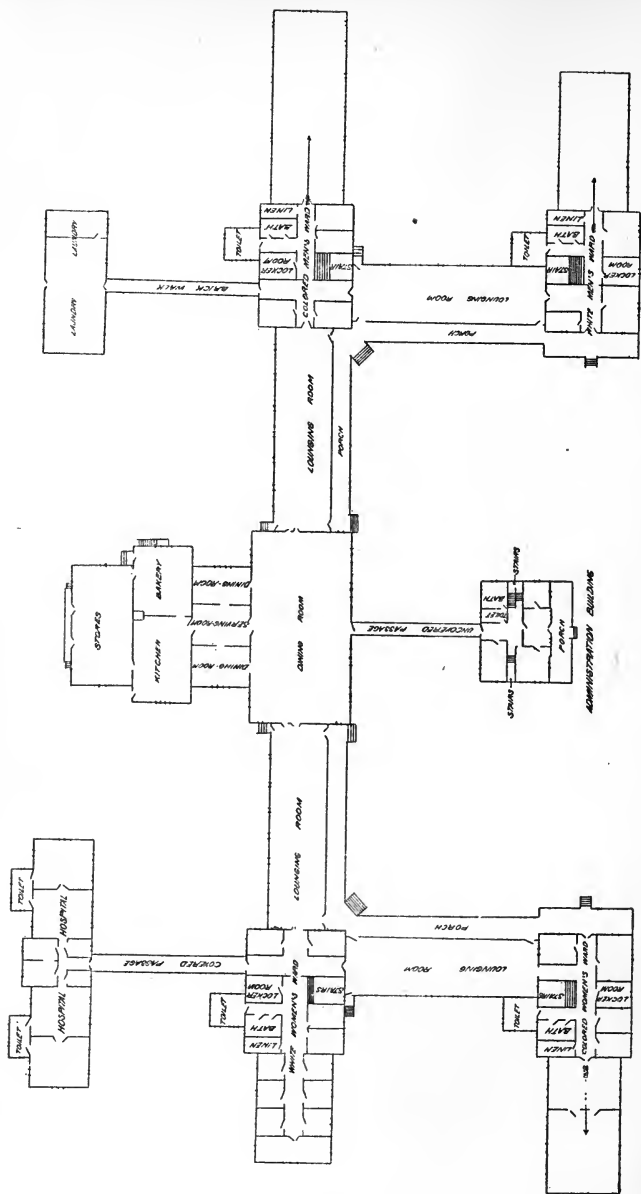 LAUNDRY
LAUNDRY
BRICK WALK
TOILET
LINEN
BATH
LOCKER
ROOM
STAIR
COLORED MEN'S WARD
LOUNGING ROOM
PORCH
TOILET
LINEN
BATH
STAIR
LOCKER
ROOM
WHITE MEN'S WARD
LOUNGING ROOM
PORCH
STORES
BAKERY
KITCHEN
DINING-ROOM
SERVING-ROOM
DINING-ROOM
DINING ROOM
UNCOVERED PASSAGE
STAIRS
BATH
TOILET
PORCH
STAIRS
ADMINISTRATION BUILDING
TOILET
HOSPITAL
HOSPITAL
TOILET
COVERED PASSAGE
LOUNGING ROOM
TOILET
LOCKER
ROOM
BATH
LINEN
STAIRS
WHITE WOMEN'S WARD
PORCH
LOUNGING ROOM
TOILET
STAIRS
LOCKER
ROOM
BATH
LINEN
COLORED WOMEN'S WARD